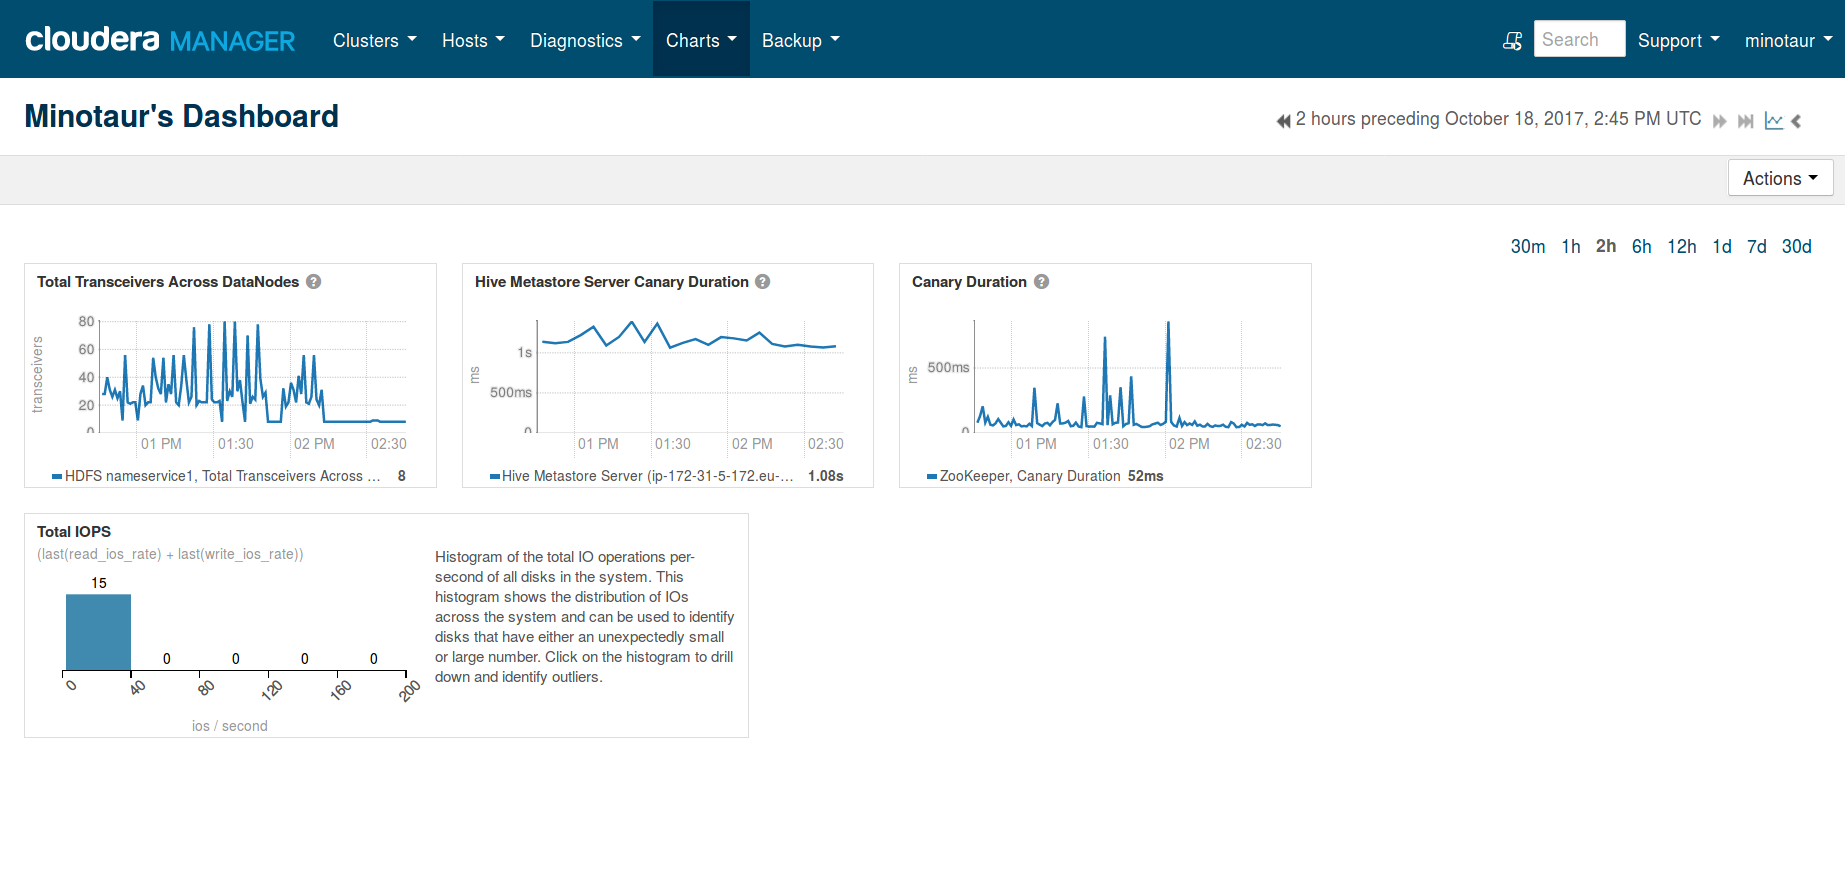 cloudera MANAGER Clusters Hosts Diagnostics Charts Backup Search Support minotaur
Minotaur's Dashboard
2 hours preceding October 18, 2017, 2:45 PM UTC
Actions
30m 1h 2h 6h 12h 1d 7d 30d
Total Transceivers Across DataNodes ?
transceivers
80
60
40
20
0
01 PM 01:30 02 PM 02:30
HDFS nameservice1, Total Transceivers Across ... 8
Hive Metastore Server Canary Duration ?
ms
1s
500ms
0
01 PM 01:30 02 PM 02:30
Hive Metastore Server (ip-172-31-5-172.eu-... 1.08s
Canary Duration ?
ms
500ms
0
01 PM 01:30 02 PM 02:30
ZooKeeper, Canary Duration 52ms
Total IOPS
(last(read_ios_rate) + last(write_ios_rate))
15
0 0 0 0
0 40 80 120 160 200
ios / second
Histogram of the total IO operations per-
second of all disks in the system. This
histogram shows the distribution of IOs
across the system and can be used to identify
disks that have either an unexpectedly small
or large number. Click on the histogram to drill
down and identify outliers.